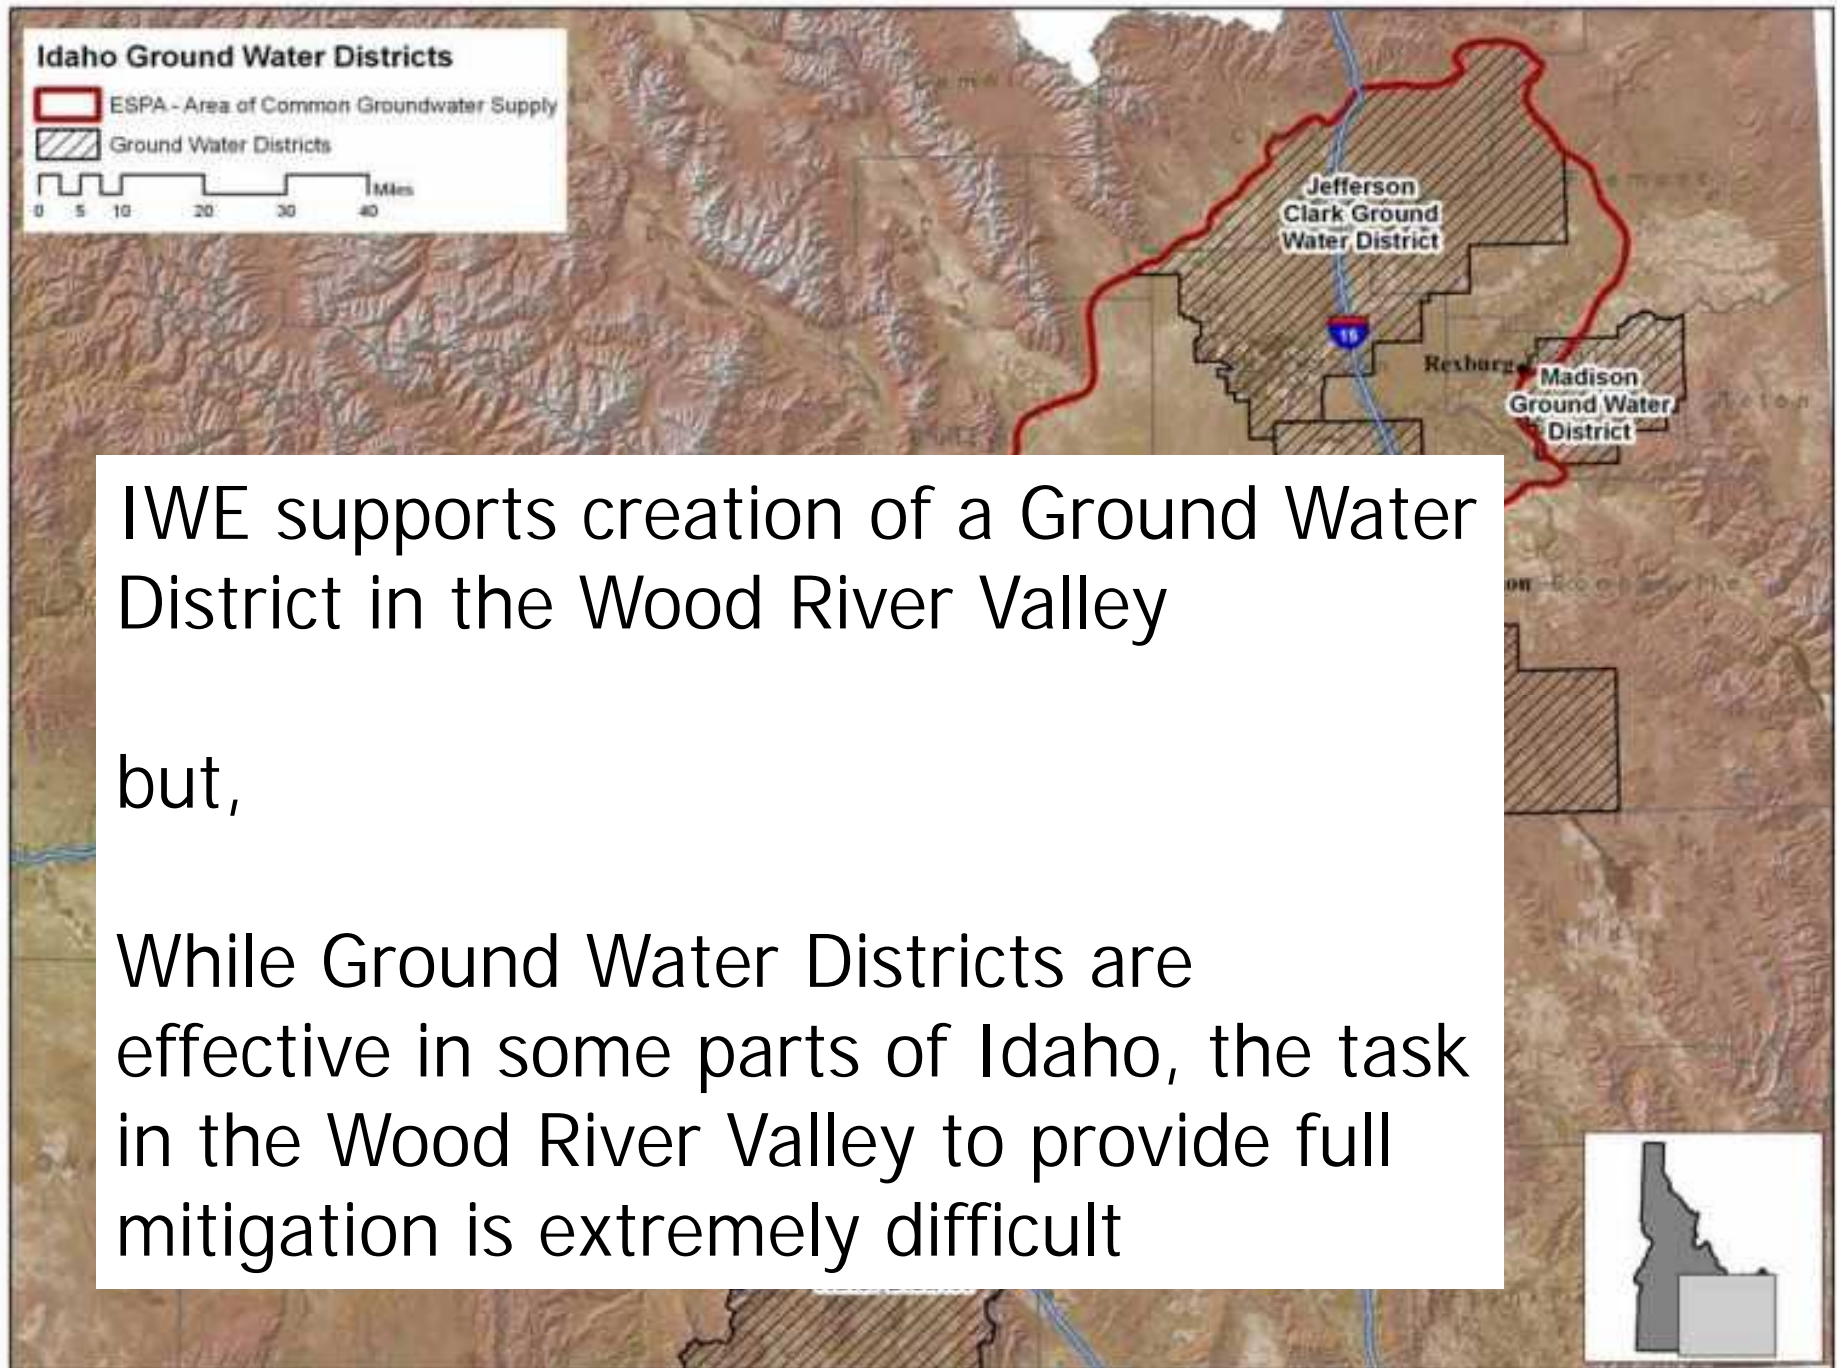 Idaho Ground Water Districts
ESPA - Area of Common Groundwater Supply
Ground Water Districts
Miles
0 5 10 20 30 40
Jefferson
Clark Ground
Water District
15
Rexburg
Madison
Ground Water
District
IWE supports creation of a Ground Water
District in the Wood River Valley
but,
While Ground Water Districts are
effective in some parts of Idaho, the task
in the Wood River Valley to provide full
mitigation is extremely difficult